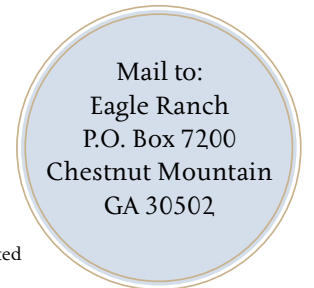 Mail to:
Eagle Ranch
P.O. Box 7200
Chestnut Mountain
GA 30502